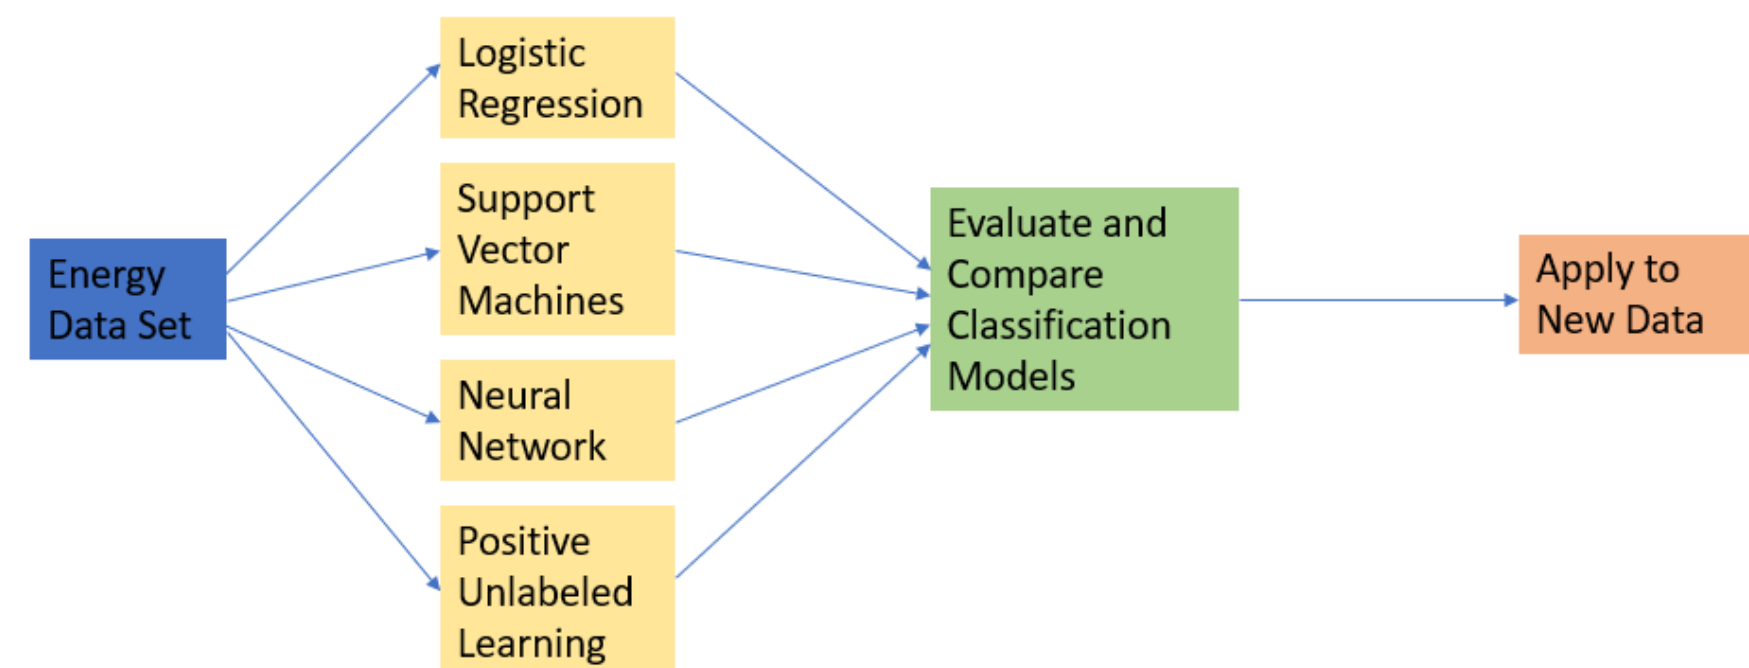 Energy
Data Set
Logistic
Regression
Support
Vector
Machines
Neural
Network
Positive
Unlabeled
Learning
Evaluate and
Compare
Classification
Models
Apply to
New Data